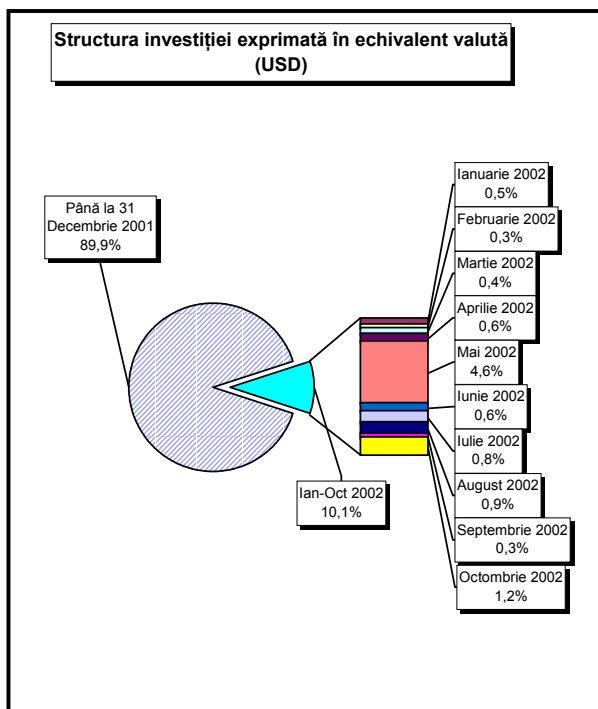 Structura investiției exprimată în echivalent valută
(USD)
Până la 31
Decembrie 2001
89,9%
Ian-Oct 2002
10,1%
Ianuarie 2002
0,5%
Februarie 2002
0,3%
Martie 2002
0,4%
Aprilie 2002
0,6%
Mai 2002
4,6%
Iunie 2002
0,6%
Iulie 2002
0,8%
August 2002
0,9%
Septembrie 2002
0,3%
Octombrie 2002
1,2%